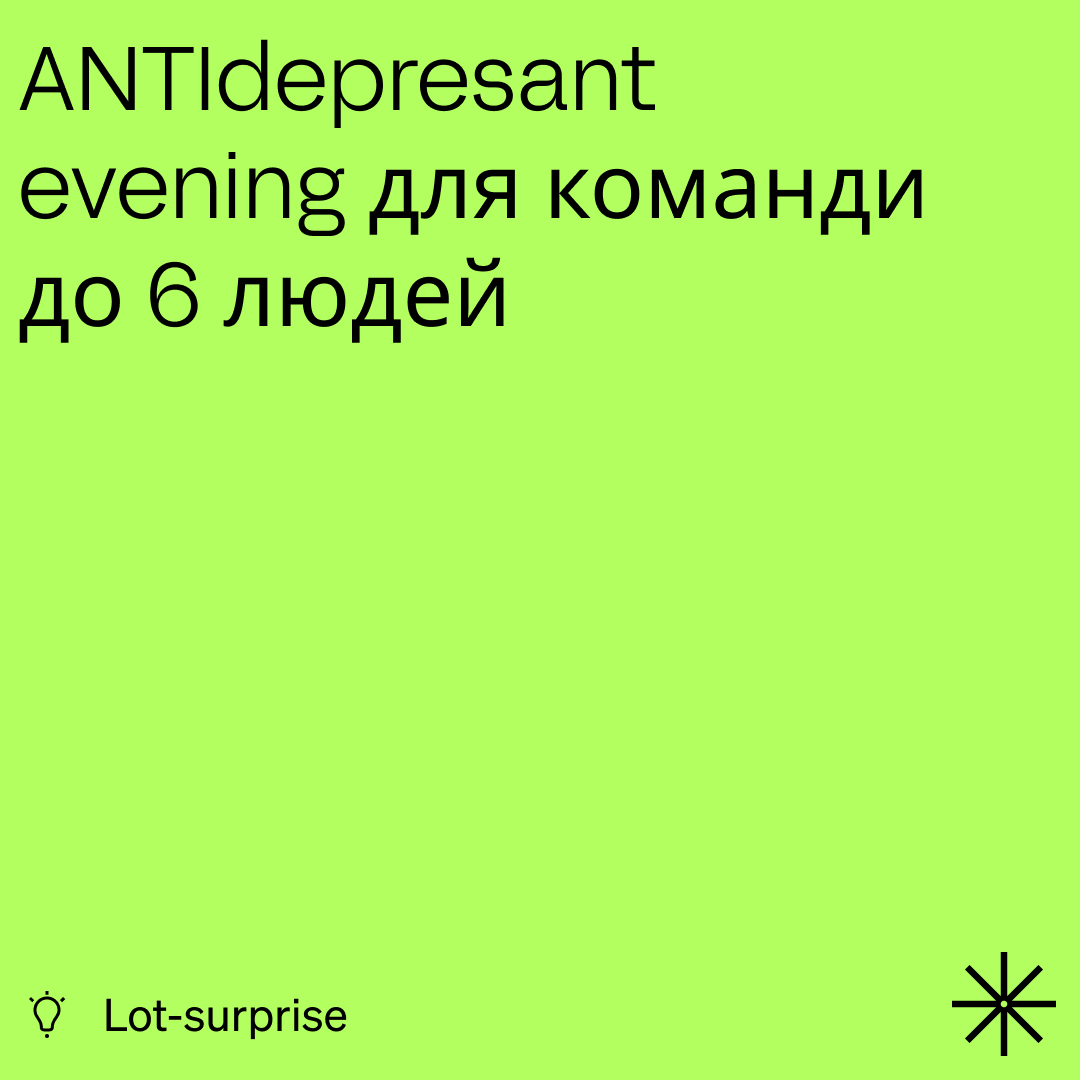 ANTIdepresant
evening для команди
до 6 людей
Lot-surprise